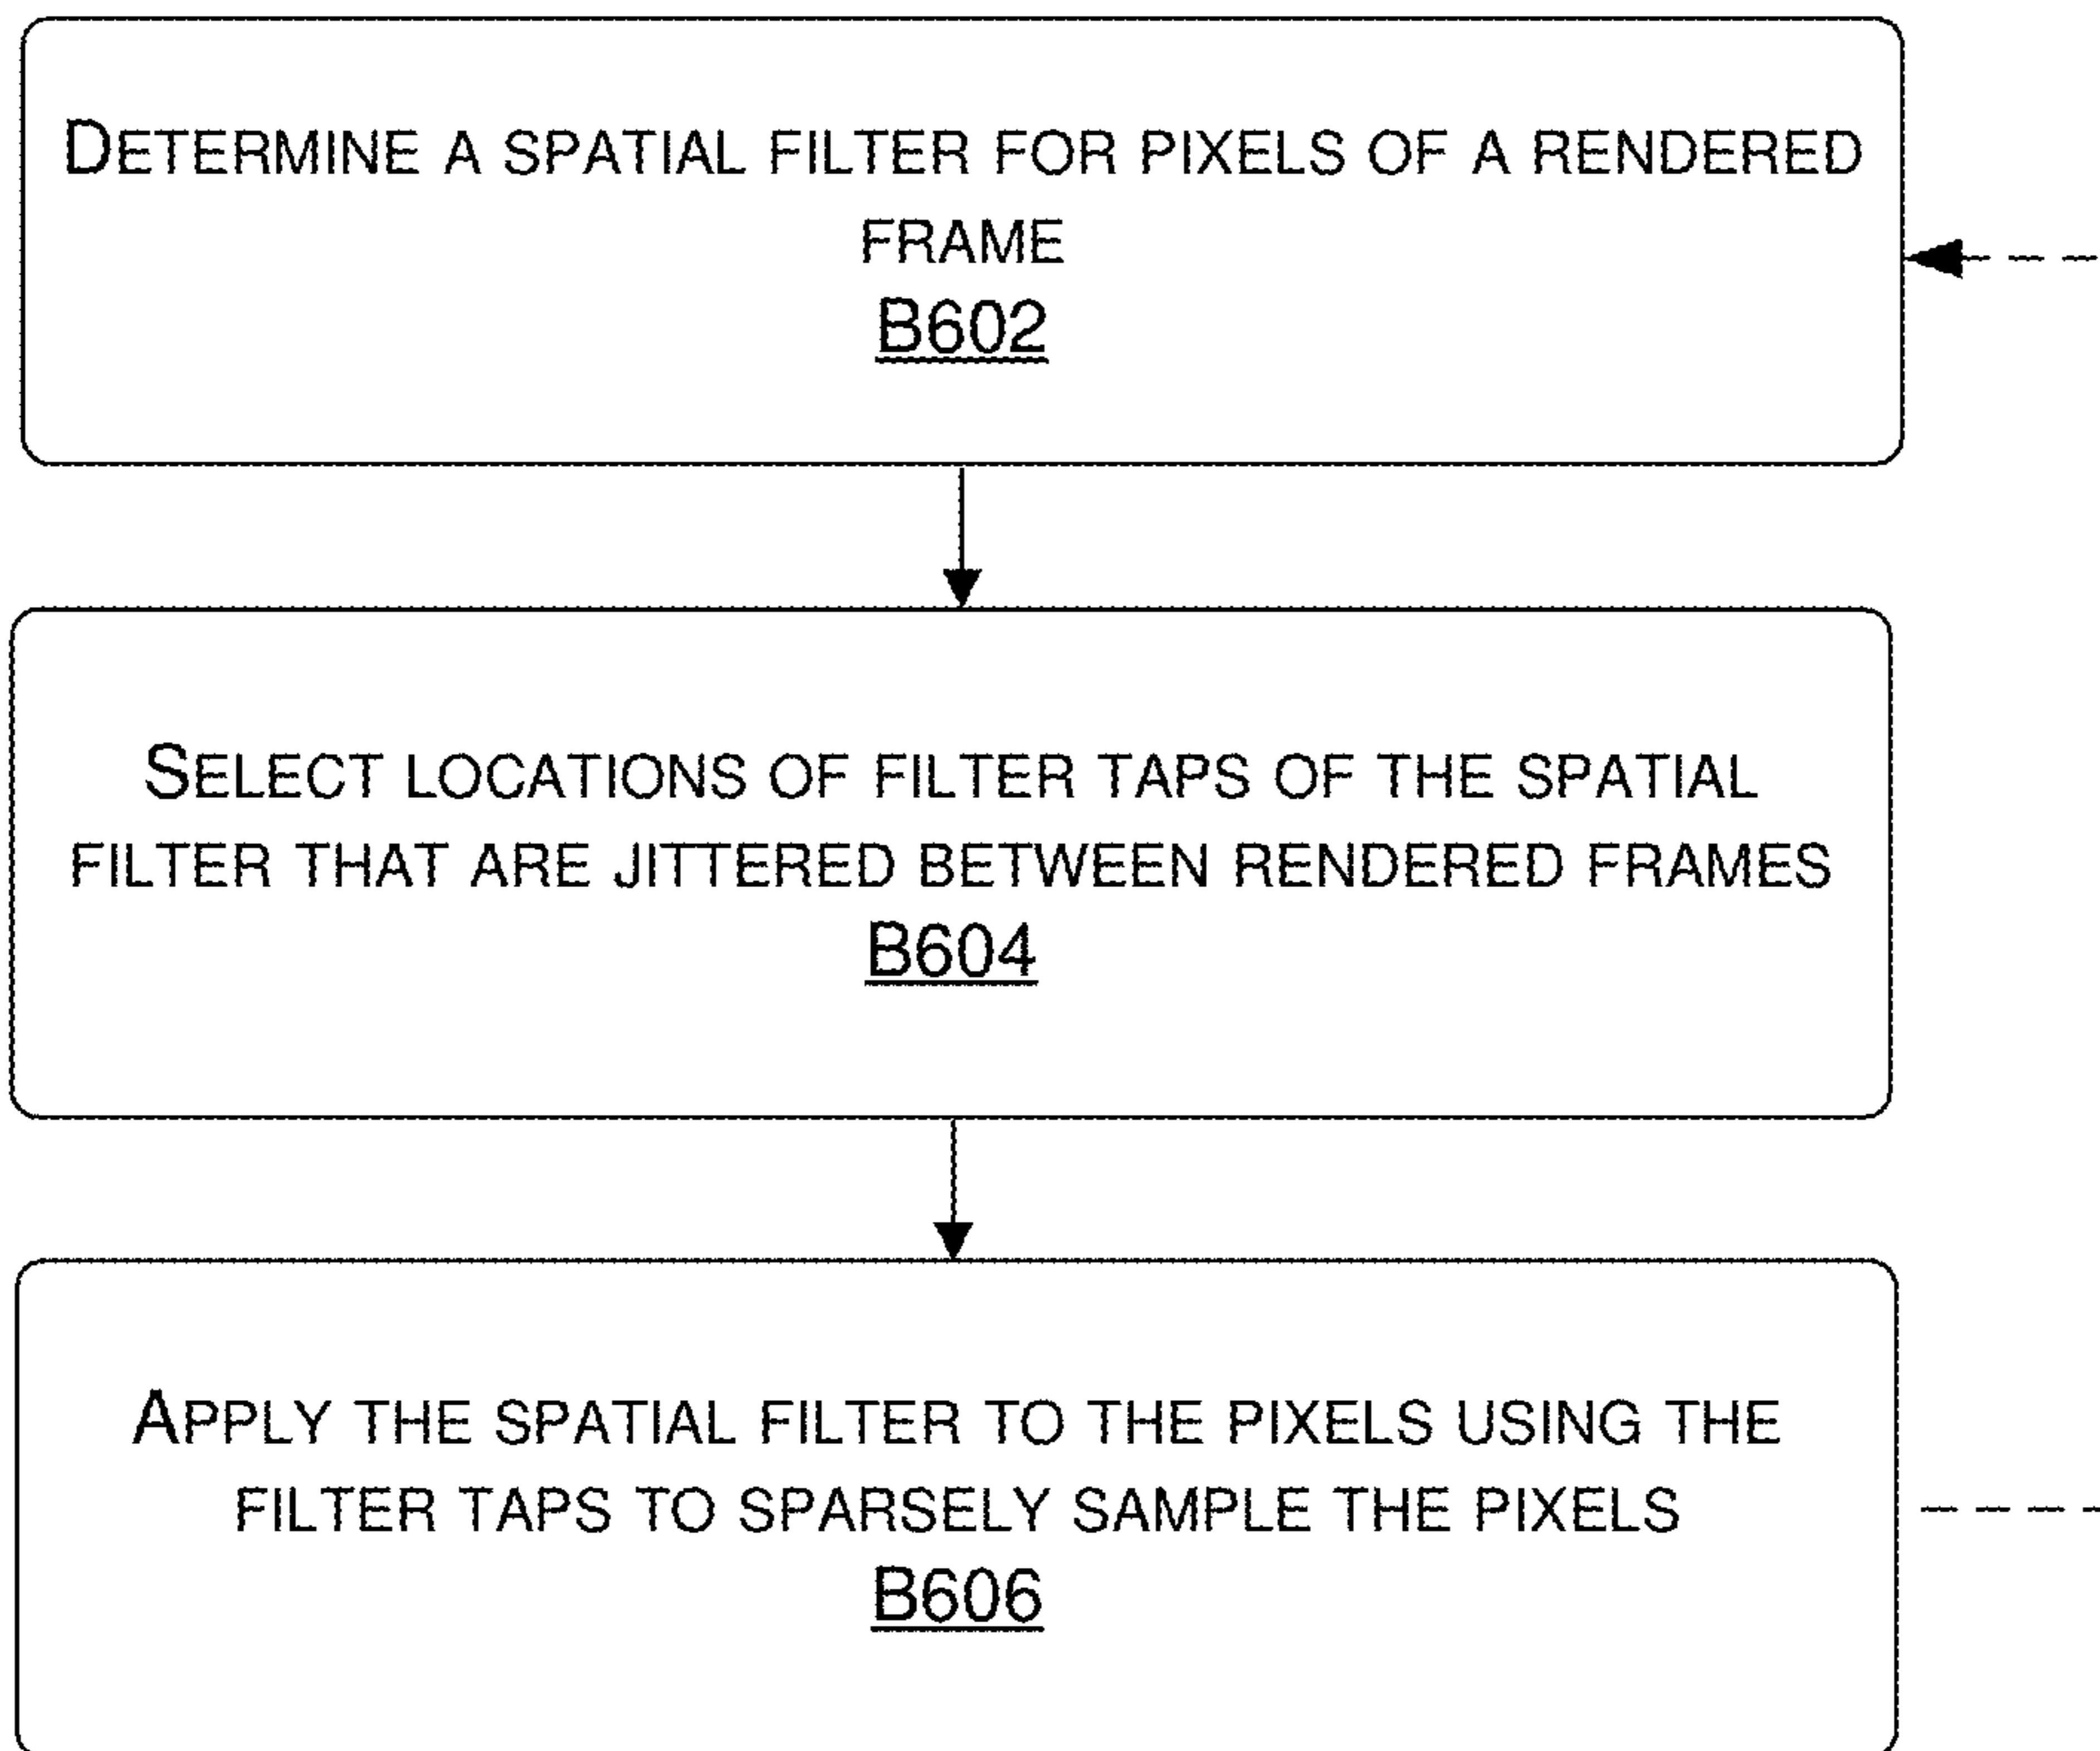 DETERMINE A SPATIAL FILTER FOR PIXELS OF A RENDERED
FRAME
B602
SELECT LOCATIONS OF FILTER TAPS OF THE SPATIAL
FILTER THAT ARE JITTERED BETWEEN RENDERED FRAMES
B604
APPLY THE SPATIAL FILTER TO THE PIXELS USING THE
FILTER TAPS TO SPARSELY SAMPLE THE PIXELS
B606